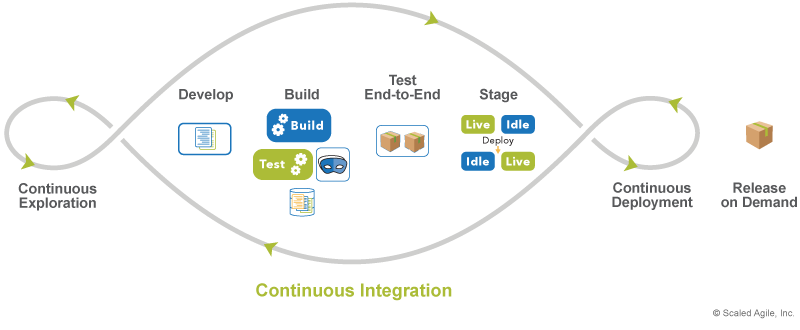 Develop
Build
Test
End-to-End
Stage
Build
Test
Live
Idle
Deploy
Idle
Live
Continuous
Exploration
Continuous
Deployment
Release
on Demand
Continuous Integration
© Scaled Agile, Inc.